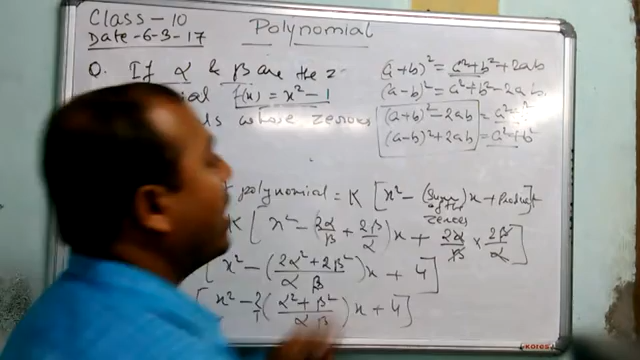 Class - 10
Polynomial
Date - 6-3-17
Q. If α & β are the
f(x) = x² - 1
whose zeroes
(a+b)² = a²+b²+2ab
(a-b)² = a²+b²-2ab
(a+b)²-2ab = a²+b²
(a-b)²+2ab = a²+b²
polynomial = K [x² - (Sum of the zeroes)x + Product]
K [x² - (2α/β + 2β/α)x + 2α/β × 2β/α]
[x² - (2α²+2β²/αβ)x + 4]
[x² - 2/1 (α²+β²/αβ)x + 4]
kores